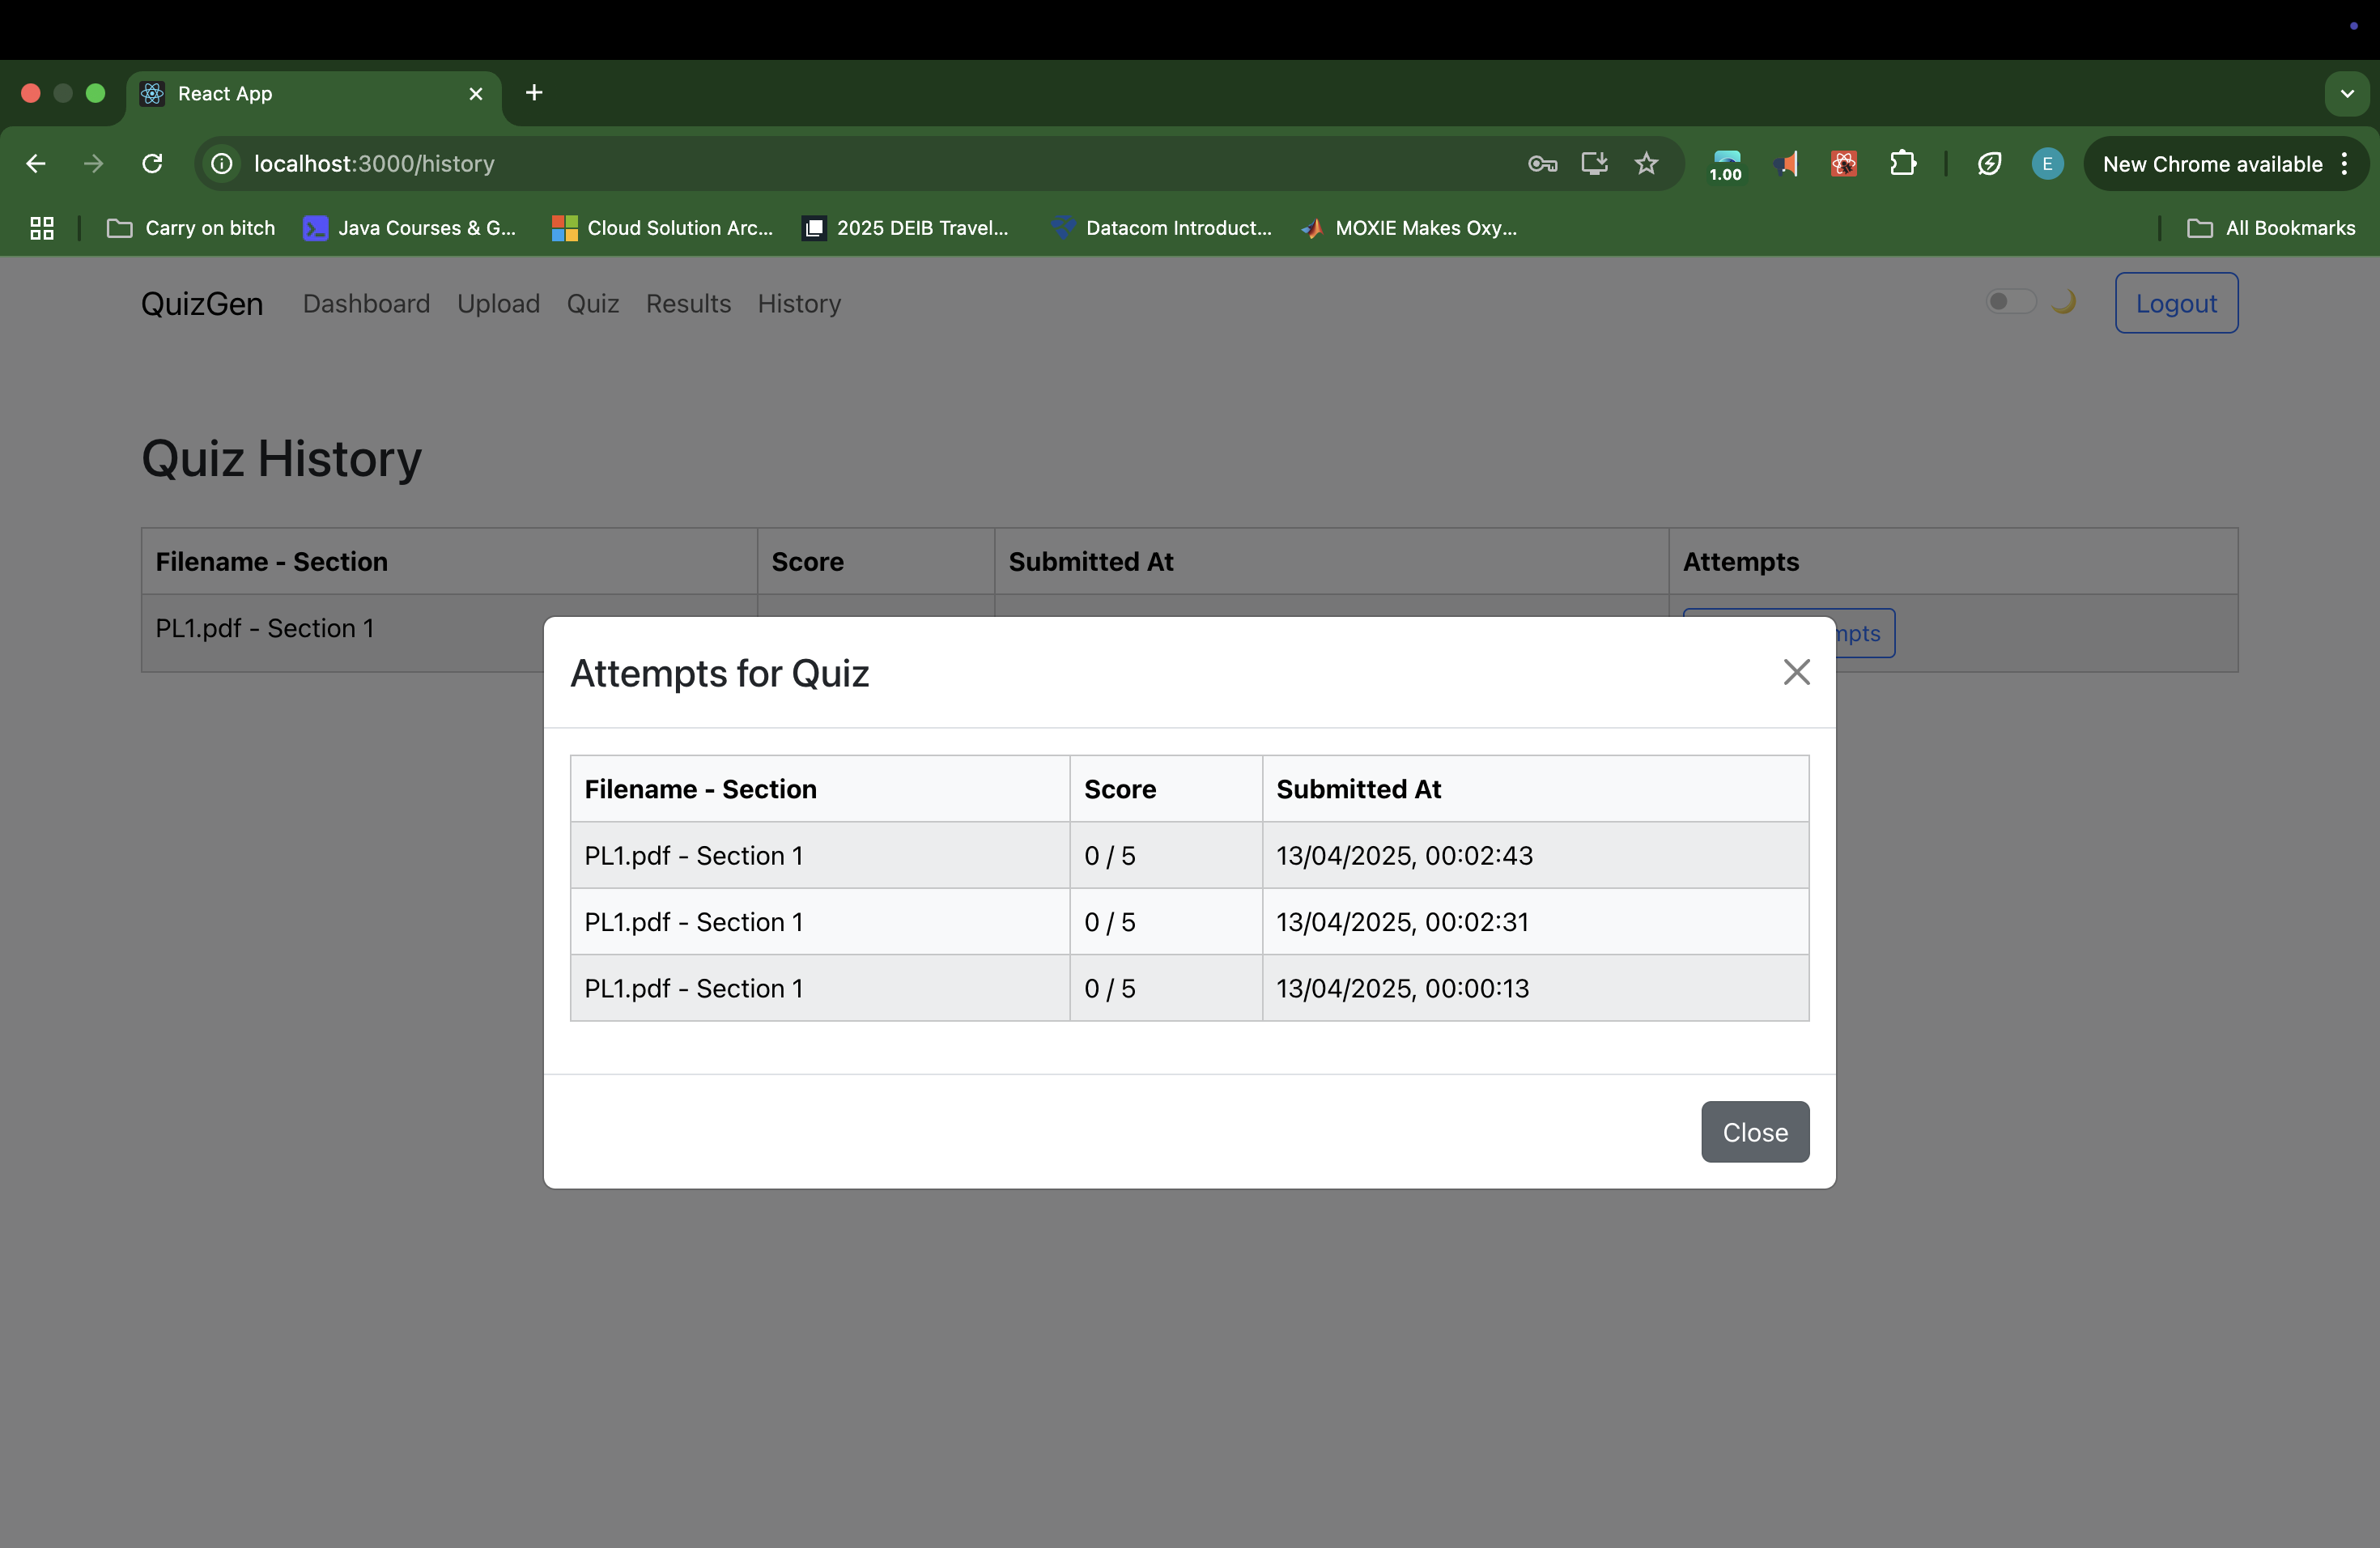 React App
localhost:3000/history
1.00
E
New Chrome available
Carry on bitch
Java Courses & G...
Cloud Solution Arc...
2025 DEIB Travel...
Datacom Introduct...
MOXIE Makes Oxy...
All Bookmarks
QuizGen Dashboard Upload Quiz Results History
Logout
Quiz History
Filename - Section Score Submitted At Attempts
PL1.pdf - Section 1
Attempts for Quiz
Filename - Section Score Submitted At
PL1.pdf - Section 1 0 / 5 13/04/2025, 00:02:43
PL1.pdf - Section 1 0 / 5 13/04/2025, 00:02:31
PL1.pdf - Section 1 0 / 5 13/04/2025, 00:00:13
Close